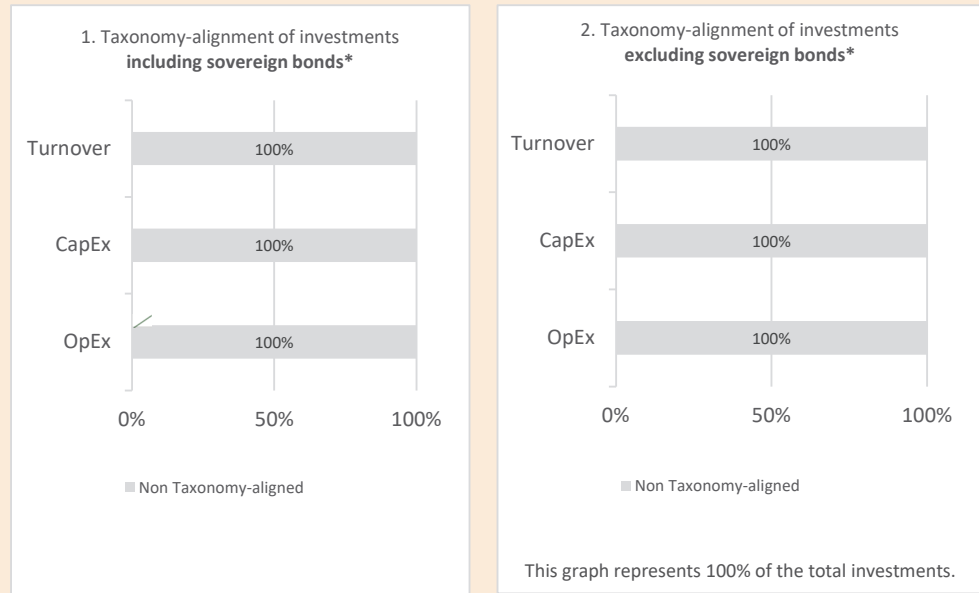 1. Taxonomy-alignment of investments
including sovereign bonds*
Turnover
100%
CapEx
100%
OpEx
100%
0%
50%
100%
Non Taxonomy-aligned
2. Taxonomy-alignment of investments
excluding sovereign bonds*
Turnover
100%
CapEx
100%
OpEx
100%
0%
50%
100%
Non Taxonomy-aligned
This graph represents 100% of the total investments.